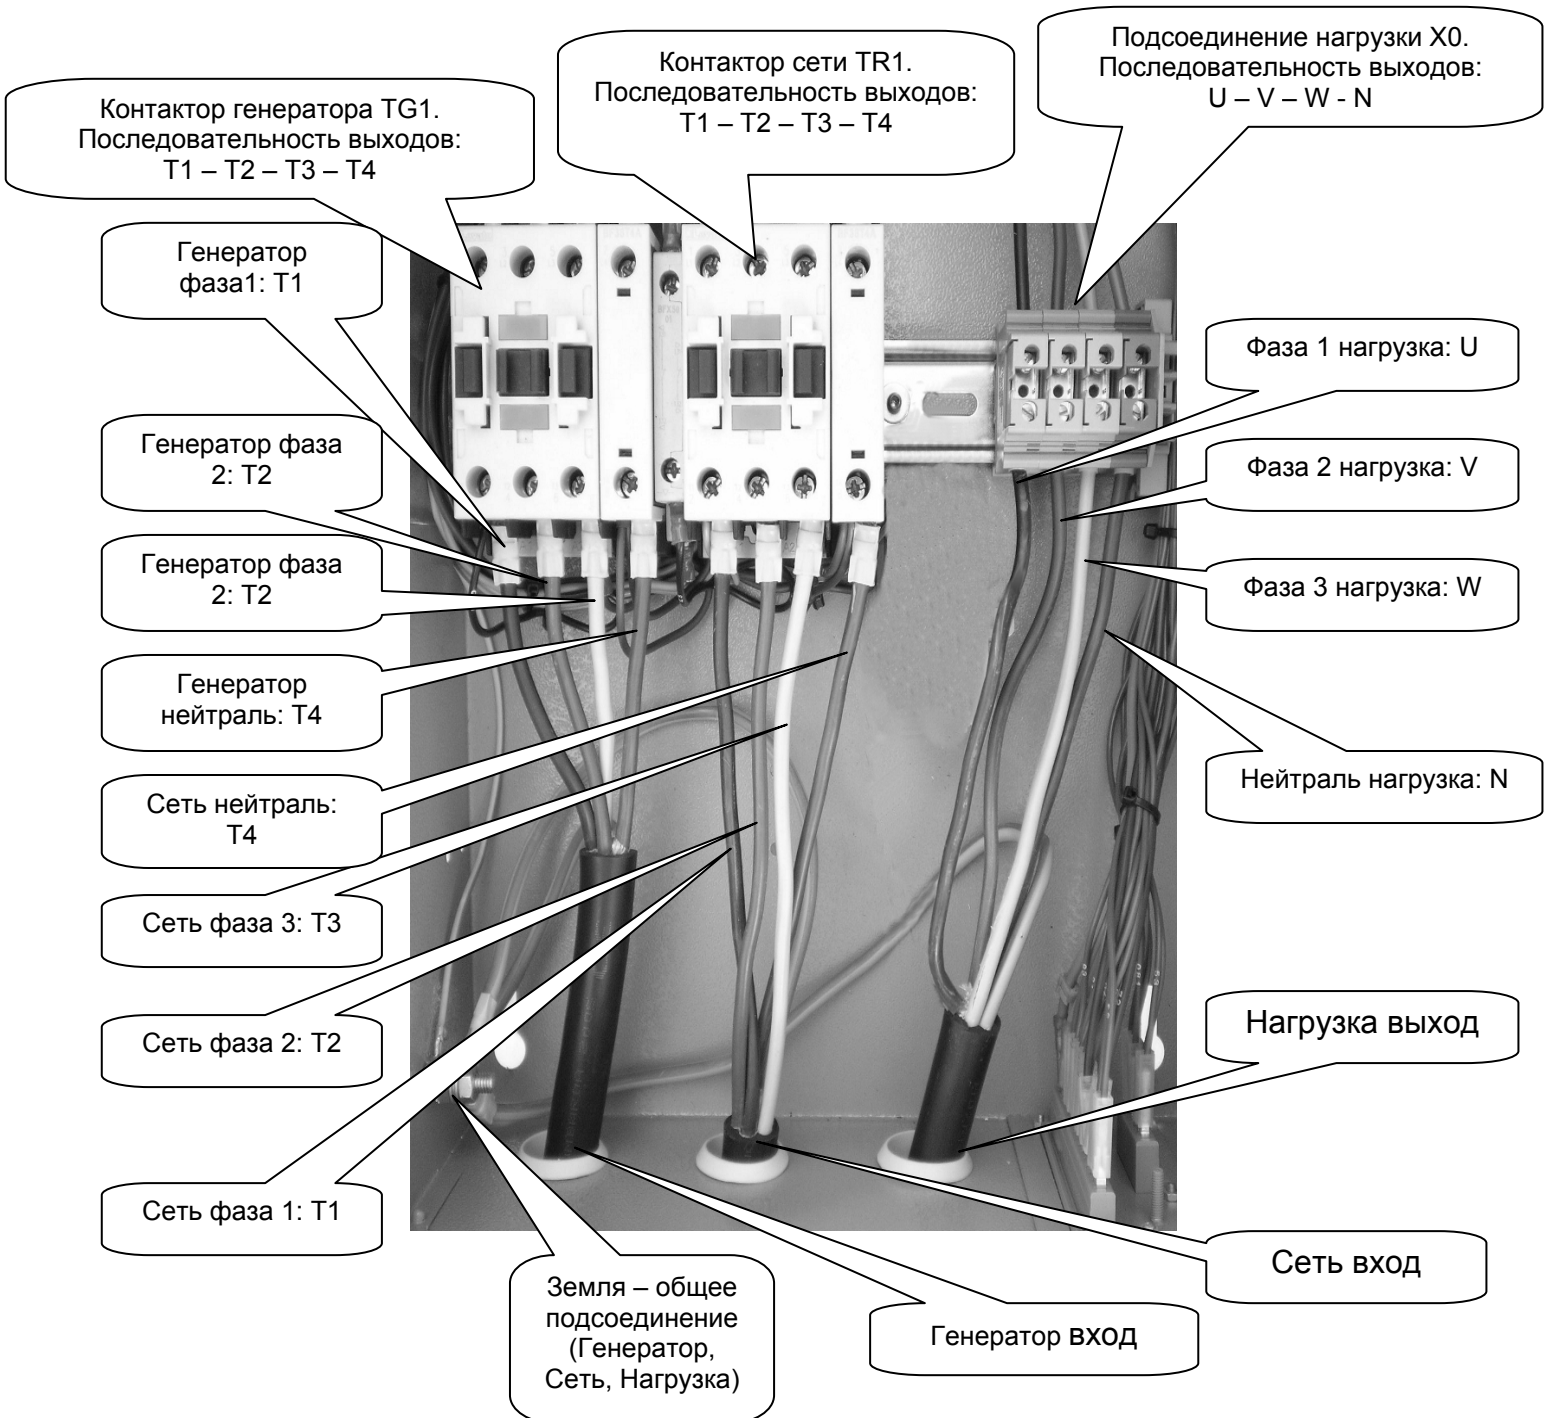 Контактор генератора TG1.
Последовательность выходов:
T1 – T2 – T3 – T4
Контактор сети TR1.
Последовательность выходов:
T1 – T2 – T3 – T4
Подсоединение нагрузки X0.
Последовательность выходов:
U – V – W - N
Генератор
фаза1: T1
Генератор фаза
2: T2
Генератор фаза
2: T2
Генератор
нейтраль: T4
Сеть нейтраль:
T4
Сеть фаза 3: T3
Сеть фаза 2: T2
Сеть фаза 1: T1
Фаза 1 нагрузка: U
Фаза 2 нагрузка: V
Фаза 3 нагрузка: W
Нейтраль нагрузка: N
Нагрузка выход
Сеть вход
Генератор вход
Земля – общее
подсоединение
(Генератор,
Сеть, Нагрузка)